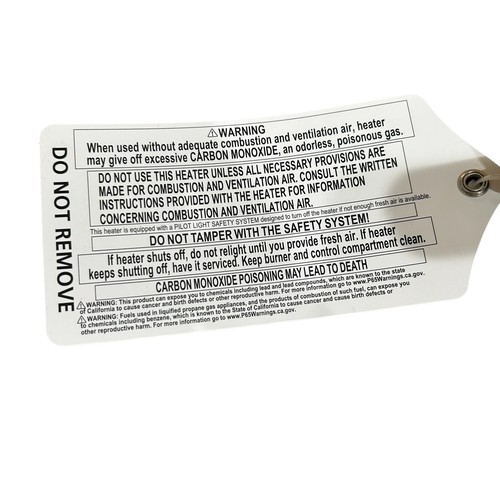 DO NOT REMOVE
⚠WARNING
When used without adequate combustion and ventilation air, heater
may give off excessive CARBON MONOXIDE, an odorless, poisonous gas.
DO NOT USE THIS HEATER UNLESS ALL NECESSARY PROVISIONS ARE
MADE FOR COMBUSTION AND VENTILATION AIR. CONSULT THE WRITTEN
INSTRUCTIONS PROVIDED WITH THE HEATER FOR INFORMATION
CONCERNING COMBUSTION AND VENTILATION AIR.
This heater is equipped with a PILOT LIGHT SAFETY SYSTEM designed to turn off the heater if not enough fresh air is available.
DO NOT TAMPER WITH THE SAFETY SYSTEM!
If heater shuts off, do not relight until you provide fresh air. If heater
keeps shutting off, have it serviced. Keep burner and control compartment clean.
CARBON MONOXIDE POISONING MAY LEAD TO DEATH
⚠WARNING: This product can expose you to chemicals including lead and lead compounds, which are known to the state
of California to cause cancer and birth defects or other reproductive harm. For more information go to www.P65Warnings.ca.gov.
⚠WARNING: Fuels used in liquified propane gas appliances, and the products of combustion of such fuel, can expose you
to chemicals including benzene, which is known to the State of California to cause cancer and cause birth defects or
other reproductive harm. For more information go to www.P65Warnings.ca.gov.